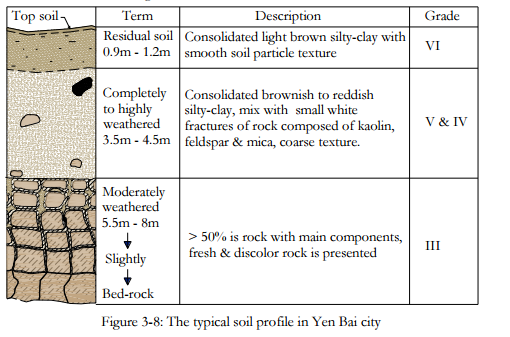 Top soil
Term
Description
Grade
Residual soil
0.9m - 1.2m
Consolidated light brown silty-clay with
smooth soil particle texture
VI
Completely
to highly
weathered
3.5m - 4.5m
Consolidated brownish to reddish
silty-clay, mix with small white
fractures of rock composed of kaolin,
feldspar & mica, coarse texture.
V & IV
Moderately
weathered
5.5m - 8m
Slightly
Bed-rock
> 50% is rock with main components,
fresh & discolor rock is presented
III
Figure 3-8: The typical soil profile in Yen Bai city